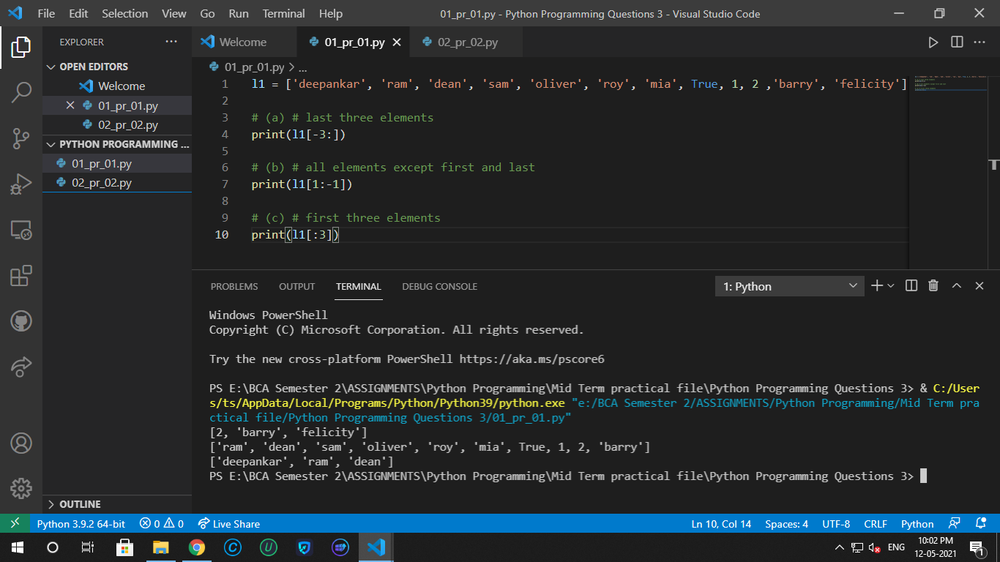 File Edit Selection View Go Run Terminal Help 01_pr_01.py - Python Programming Questions 3 - Visual Studio Code
EXPLORER
OPEN EDITORS
Welcome
01_pr_01.py
02_pr_02.py
PYTHON PROGRAMMING ...
01_pr_01.py
02_pr_02.py
OUTLINE
Welcome 01_pr_01.py 02_pr_02.py
01_pr_01.py > ...
1 l1 = ['deepankar', 'ram', 'dean', 'sam', 'oliver', 'roy', 'mia', True, 1, 2 ,'barry', 'felicity']
2
3 # (a) # last three elements
4 print(l1[-3:])
5
6 # (b) # all elements except first and last
7 print(l1[1:-1])
8
9 # (c) # first three elements
10 print(l1[:3])
PROBLEMS OUTPUT TERMINAL DEBUG CONSOLE 1: Python
Windows PowerShell
Copyright (C) Microsoft Corporation. All rights reserved.
Try the new cross-platform PowerShell https://aka.ms/pscore6
PS E:\BCA Semester 2\ASSIGNMENTS\Python Programming\Mid Term practical file\Python Programming Questions 3> & C:/User
s/ts/AppData/Local/Programs/Python/Python39/python.exe "e:/BCA Semester 2/ASSIGNMENTS/Python Programming/Mid Term pra
ctical file/Python Programming Questions 3/01_pr_01.py"
[2, 'barry', 'felicity']
['ram', 'dean', 'sam', 'oliver', 'roy', 'mia', True, 1, 2, 'barry']
['deepankar', 'ram', 'dean']
PS E:\BCA Semester 2\ASSIGNMENTS\Python Programming\Mid Term practical file\Python Programming Questions 3>
Python 3.9.2 64-bit 0 0 Live Share Ln 10, Col 14 Spaces: 4 UTF-8 CRLF Python
ENG
10:02 PM
12-05-2021
1